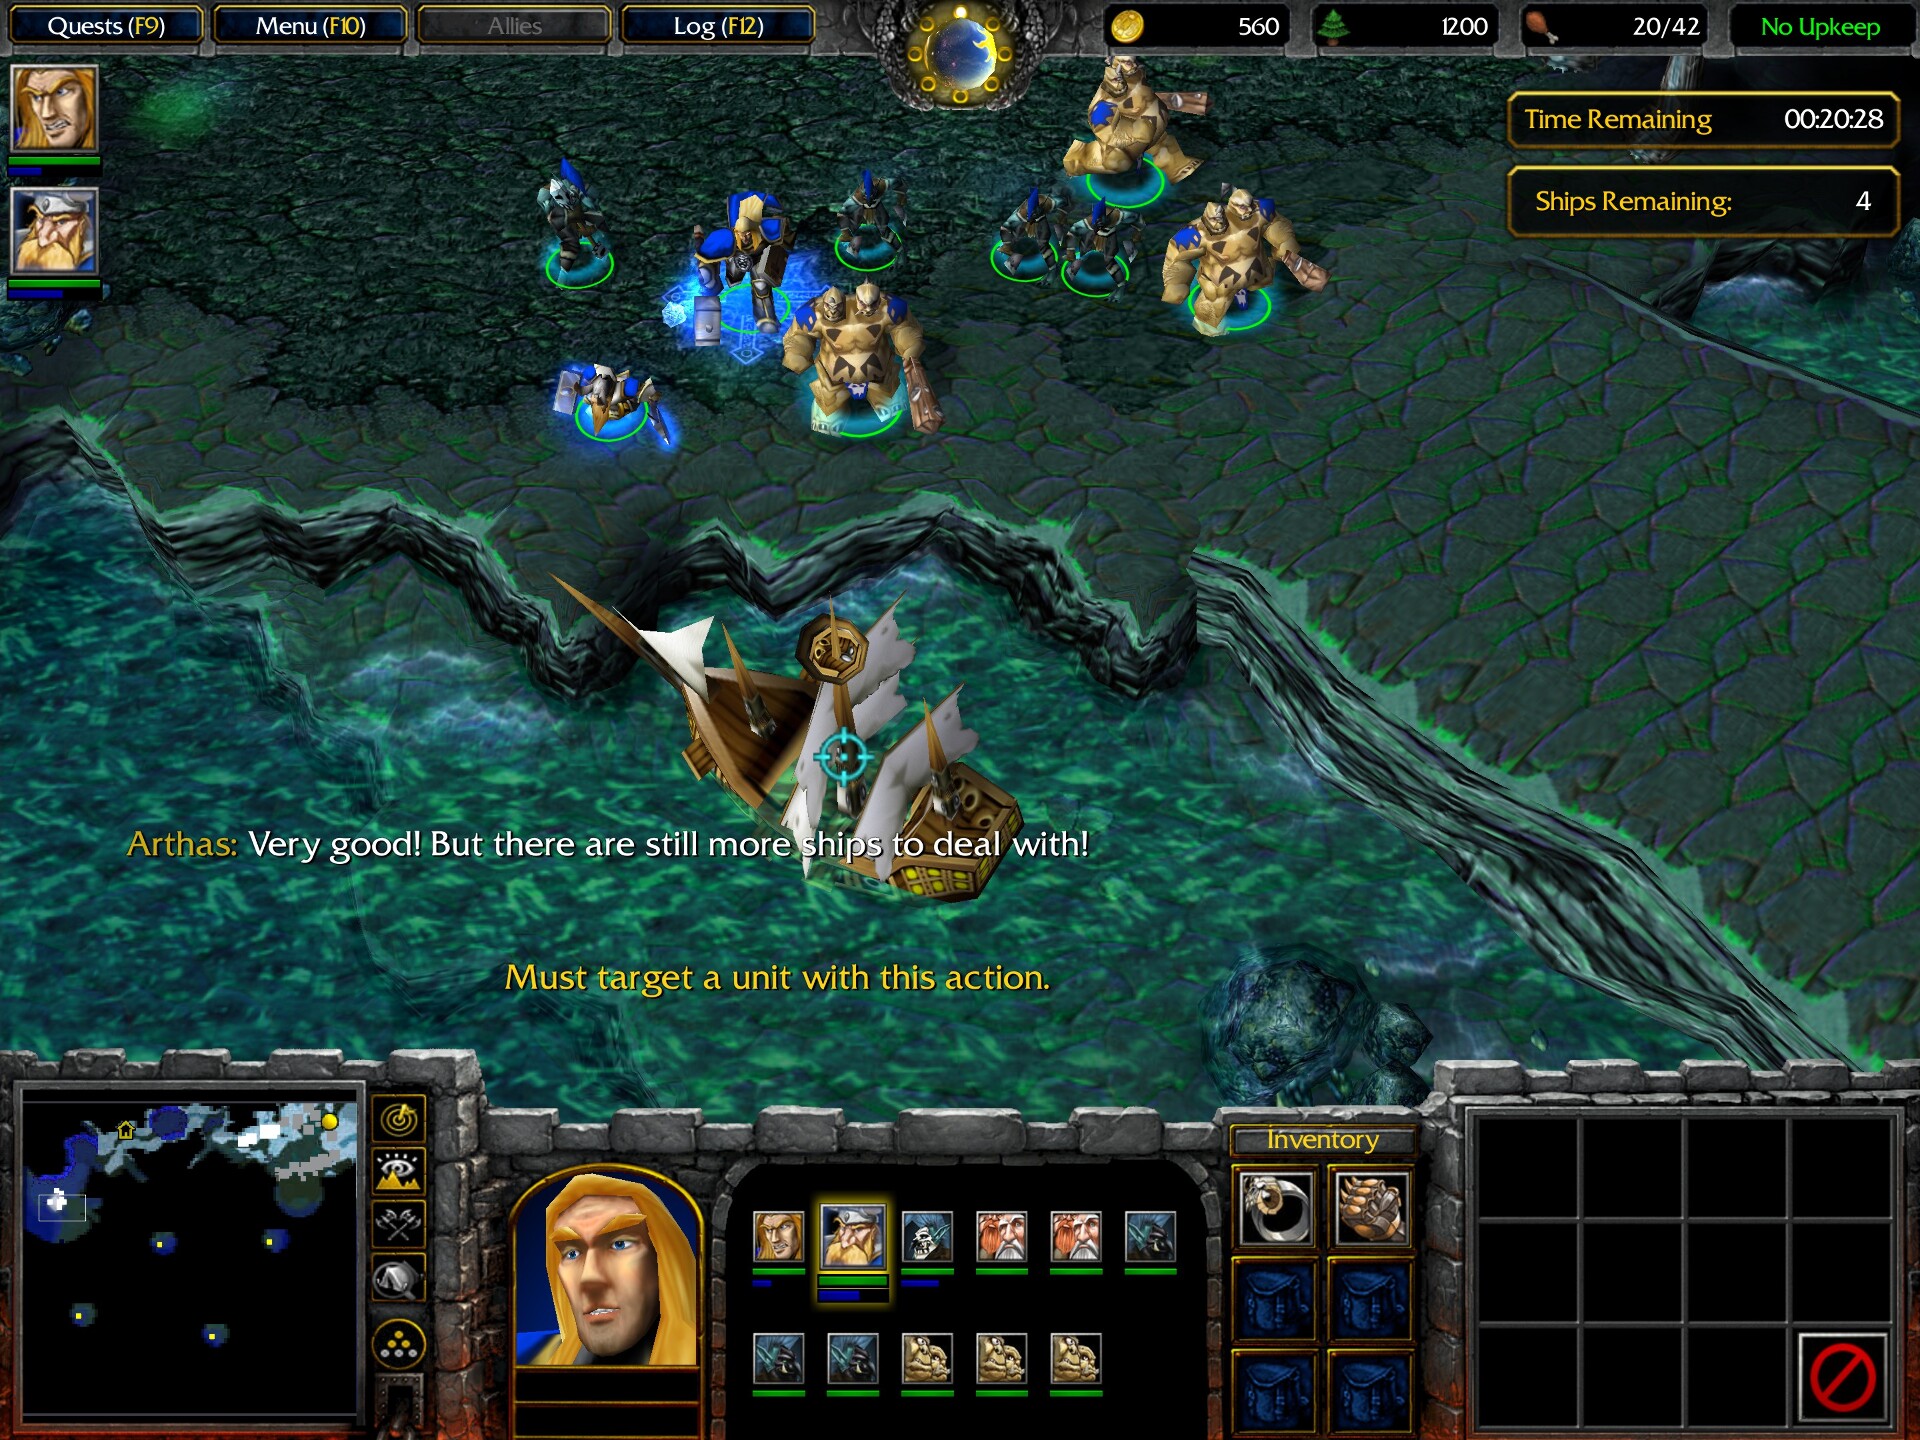 Quests (F9)
Menu (F10)
Allies
Log (F12)
560
1200
20/42
No Upkeep
Time Remaining 00:20:28
Ships Remaining: 4
Arthas: Very good! But there are still more ships to deal with!
Must target a unit with this action.
Inventory